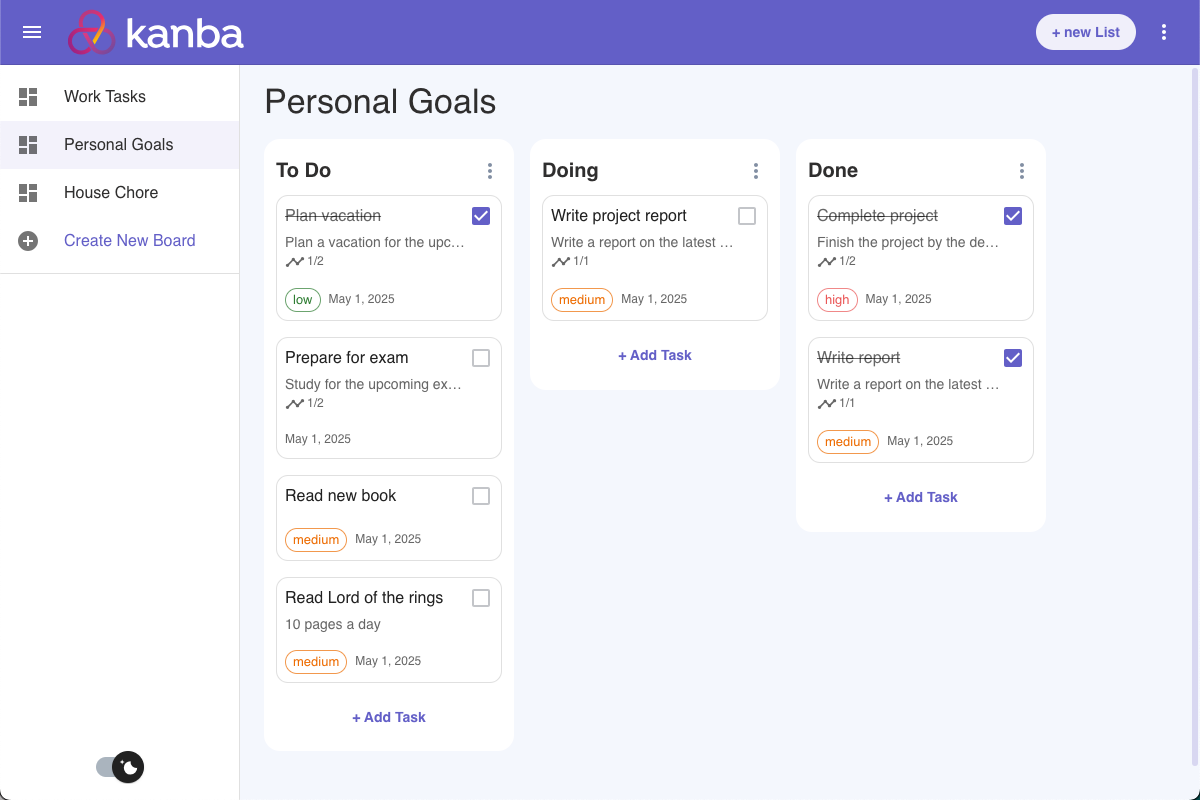 kanba
+ new List
Work Tasks
Personal Goals
House Chore
Create New Board
Personal Goals
To Do
Plan vacation
Plan a vacation for the upc…
1/2
low May 1, 2025
Prepare for exam
Study for the upcoming ex…
1/2
May 1, 2025
Read new book
medium May 1, 2025
Read Lord of the rings
10 pages a day
medium May 1, 2025
+ Add Task
Doing
Write project report
Write a report on the latest …
1/1
medium May 1, 2025
+ Add Task
Done
Complete project
Finish the project by the de…
1/2
high May 1, 2025
Write report
Write a report on the latest …
1/1
medium May 1, 2025
+ Add Task